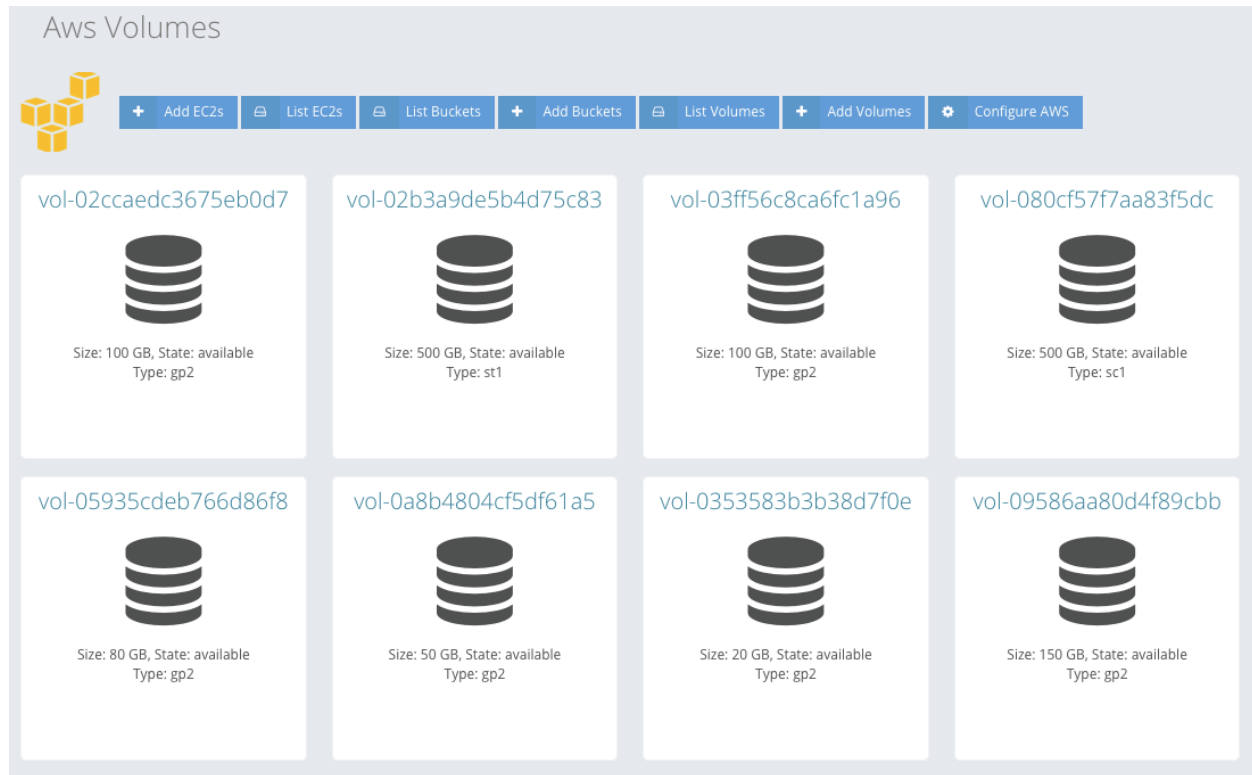 Aws Volumes
Add EC2s List EC2s List Buckets Add Buckets List Volumes Add Volumes Configure AWS
vol-02ccaedc3675eb0d7 vol-02b3a9de5b4d75c83 vol-03ff56c8ca6fc1a96 vol-080cf57f7aa83f5dc
Size: 100 GB, State: available Size: 500 GB, State: available Size: 100 GB, State: available Size: 500 GB, State: available
Type: gp2 Type: st1 Type: gp2 Type: sc1
vol-05935cdeb766d86f8 vol-0a8b4804cf5df61a5 vol-0353583b3b38d7f0e vol-09586aa80d4f89cbb
Size: 80 GB, State: available Size: 50 GB, State: available Size: 20 GB, State: available Size: 150 GB, State: available
Type: gp2 Type: gp2 Type: gp2 Type: gp2